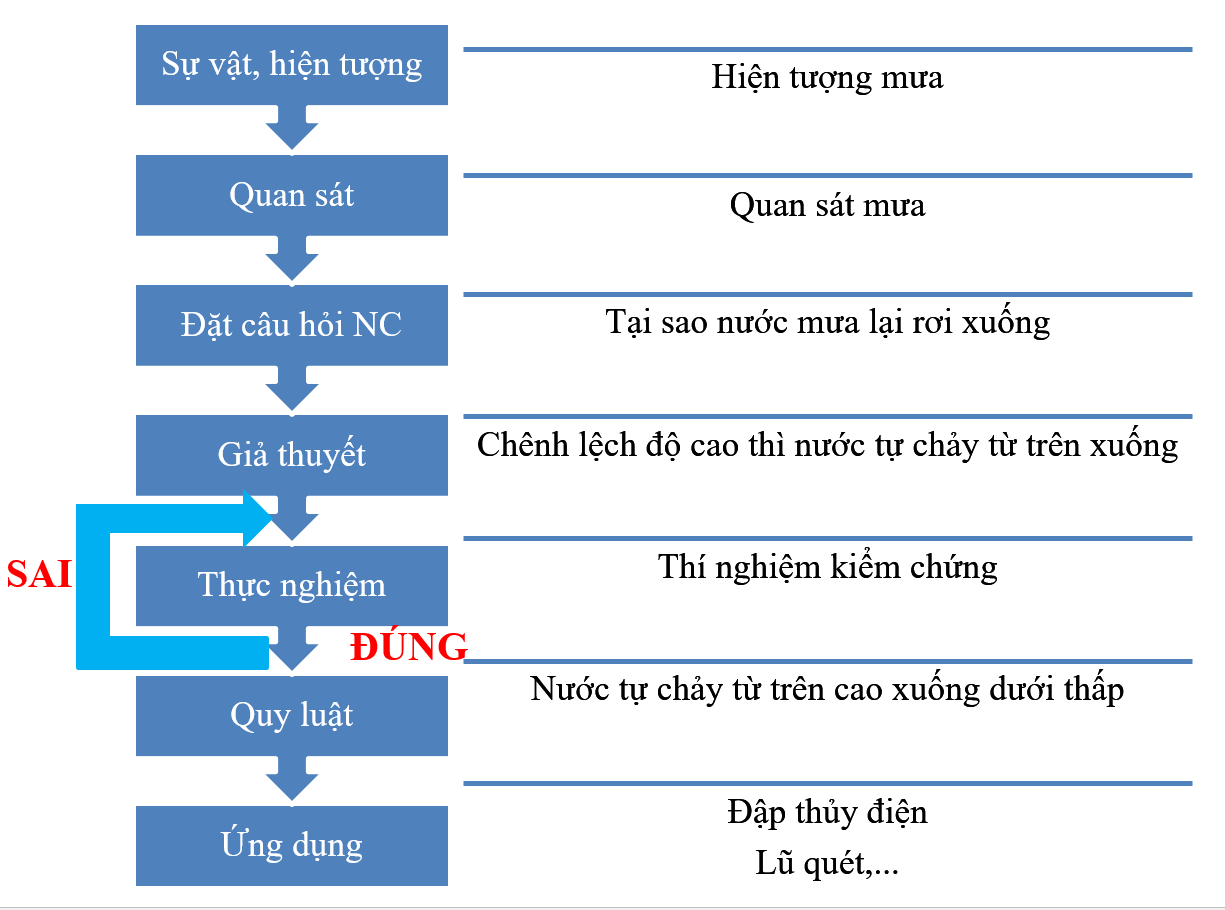 Sự vật, hiện tượng
Hiện tượng mưa
Quan sát
Quan sát mưa
Đặt câu hỏi NC
Tại sao nước mưa lại rơi xuống
Giả thuyết
Chênh lệch độ cao thì nước tự chảy từ trên xuống
SAI
Thực nghiệm
Thí nghiệm kiểm chứng
ĐÚNG
Quy luật
Nước tự chảy từ trên cao xuống dưới thấp
Ứng dụng
Đập thủy điện
Lũ quét,...